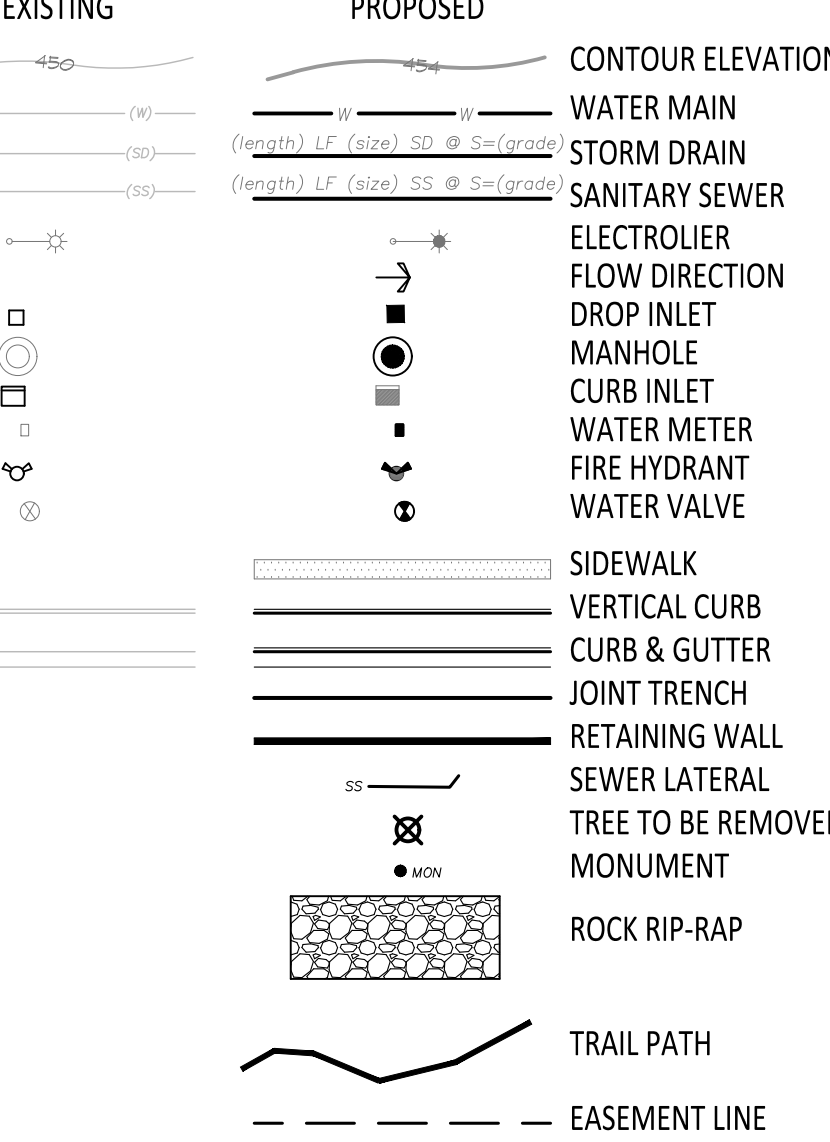 EXISTING PROPOSED
450 454 CONTOUR ELEVATION
(W) W W WATER MAIN
(SD) (length) LF (size) SD @ S=(grade) STORM DRAIN
(SS) (length) LF (size) SS @ S=(grade) SANITARY SEWER
ELECTROLIER
FLOW DIRECTION
DROP INLET
MANHOLE
CURB INLET
WATER METER
FIRE HYDRANT
WATER VALVE
SIDEWALK
VERTICAL CURB
CURB & GUTTER
JOINT TRENCH
RETAINING WALL
SS SEWER LATERAL
TREE TO BE REMOVED
MON MONUMENT
ROCK RIP-RAP
TRAIL PATH
EASEMENT LINE